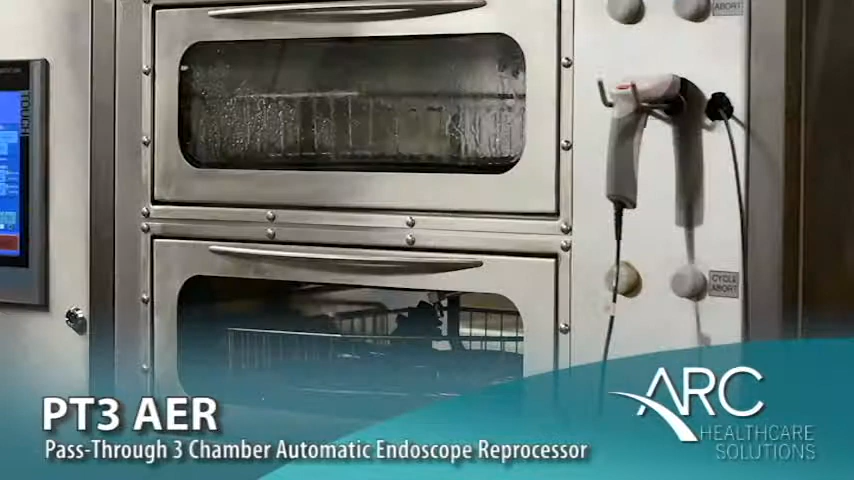 ABORT
TOUCH
CYCLE
ABORT
PT3 AER
Pass-Through 3 Chamber Automatic Endoscope Reprocessor
ARC
HEALTHCARE
SOLUTIONS